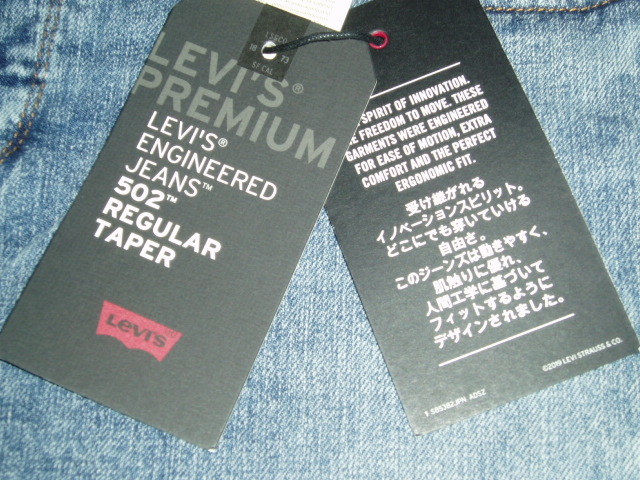 LEVI'S®
PREMIUM
LEVI'S®
ENGINEERED
JEANS™
502™
REGULAR
TAPER
Levi's
SPIRIT OF INNOVATION.
FREEDOM TO MOVE. THESE
GARMENTS WERE ENGINEERED
FOR EASE OF MOTION, EXTRA
COMFORT AND THE PERFECT
ERGONOMIC FIT.
受け継がれる
イノベーションスピリット。
どこにでも穿いていける
自由さ。
このジーンズは動きやすく、
肌触りに優れ、
人間工学に基づいて
フィットするように
デザインされました。
©2019 LEVI STRAUSS & CO.